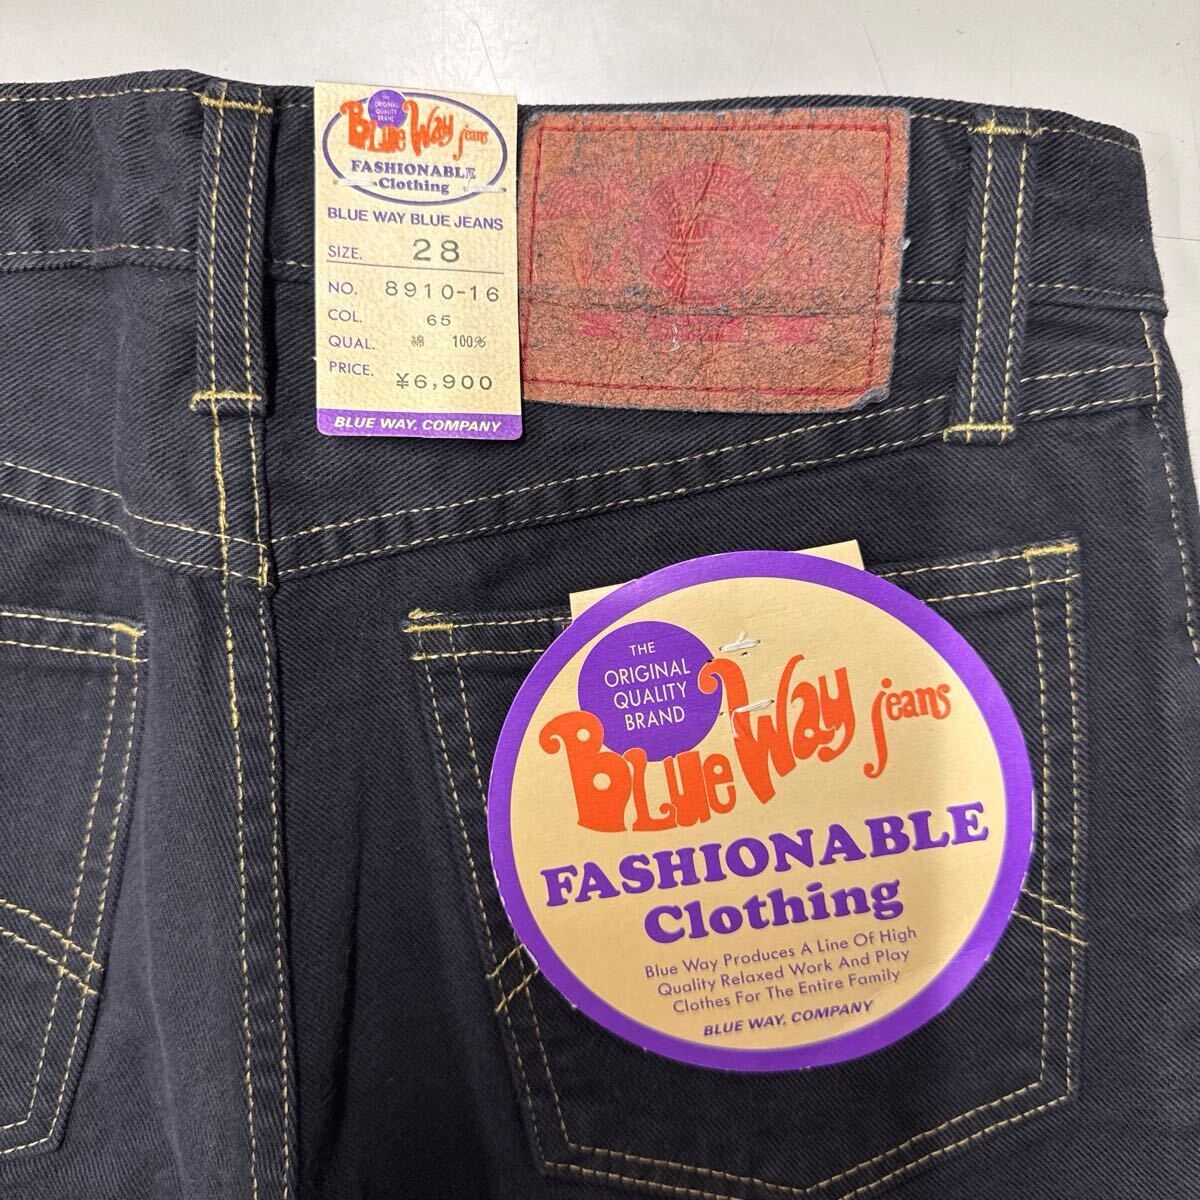 THE
ORIGINAL
QUALITY
BRAND
Blue Way jeans
FASHIONABLE
Clothing
BLUE WAY BLUE JEANS
SIZE. 28
NO. 8910-16
COL. 65
QUAL. 綿 100%
PRICE. ¥6,900
BLUE WAY. COMPANY
THE
ORIGINAL
QUALITY
BRAND
Blue Way jeans
FASHIONABLE
Clothing
Blue Way Produces A Line Of High
Quality Relaxed Work And Play
Clothes For The Entire Family
BLUE WAY. COMPANY